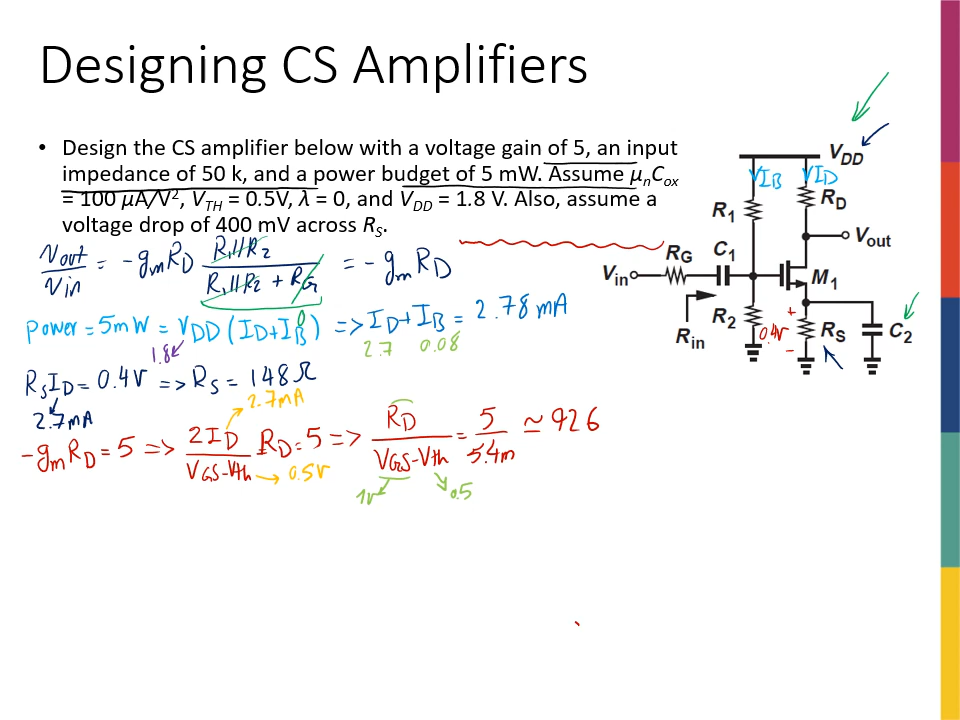 Designing CS Amplifiers
• Design the CS amplifier below with a voltage gain of 5, an input
impedance of 50 k, and a power budget of 5 mW. Assume μnCox
= 100 μA/V², VTH = 0.5V, λ = 0, and VDD = 1.8 V. Also, assume a
voltage drop of 400 mV across RS.
Vout/Vin = -gmRD (R1||R2)/(R1||R2 + RG) = -gmRD
0
Power = 5mW = VDD (ID+IB) => ID+IB = 2.78 mA
1.8
2.7 0.08
RSID = 0.4V => RS = 148Ω
2.7mA
2.7mA
-gmRD = 5 => 2ID/(VGS-Vth) RD = 5 => RD/(VGS-Vth) = 5/5.4m ≃ 926
0.5V
1V 0.5
VDD
IB ID
R1 RD
Vout
RG C1
Vin
M1
R2
Rin
+
0.4V
-
RS
C2